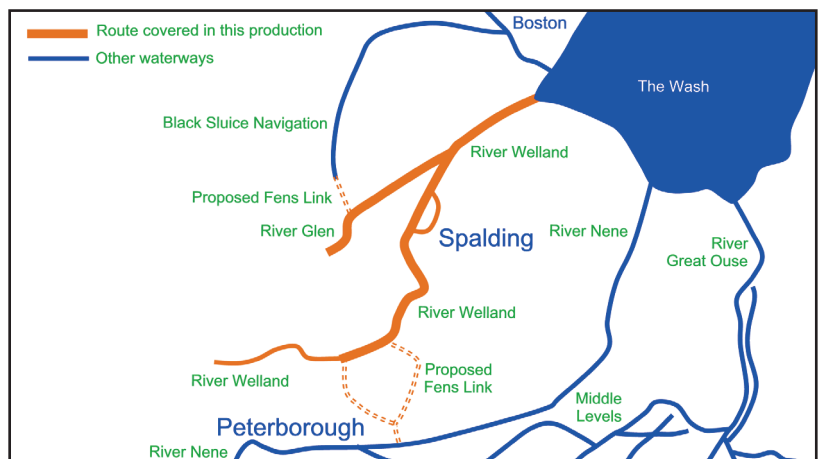 Boston
Route covered in this production
Other waterways
The Wash
Black Sluice Navigation
River Welland
Proposed Fens Link
River Glen
Spalding
River Nene
River
Great Ouse
River Welland
Proposed
Fens Link
River Welland
Middle
Levels
Peterborough
River Nene